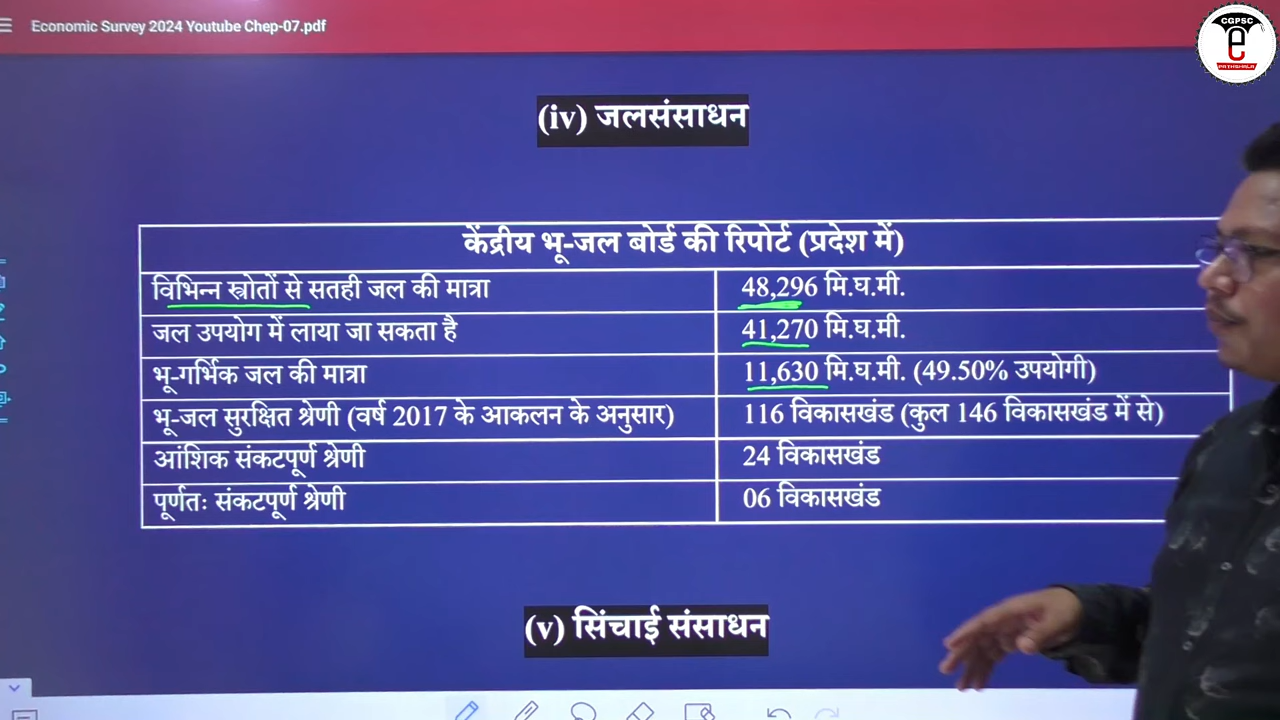 Economic Survey 2024 Youtube Chep-07.pdf
CGPSC
e
PATHSHALA
(iv) जलसंसाधन
केंद्रीय भू-जल बोर्ड की रिपोर्ट (प्रदेश में)
विभिन्न स्त्रोतों से सतही जल की मात्रा 48,296 मि.घ.मी.
जल उपयोग में लाया जा सकता है 41,270 मि.घ.मी.
भू-गर्भिक जल की मात्रा 11,630 मि.घ.मी. (49.50% उपयोगी)
भू-जल सुरक्षित श्रेणी (वर्ष 2017 के आकलन के अनुसार) 116 विकासखंड (कुल 146 विकासखंड में से)
आंशिक संकटपूर्ण श्रेणी 24 विकासखंड
पूर्णतः संकटपूर्ण श्रेणी 06 विकासखंड
(v) सिंचाई संसाधन